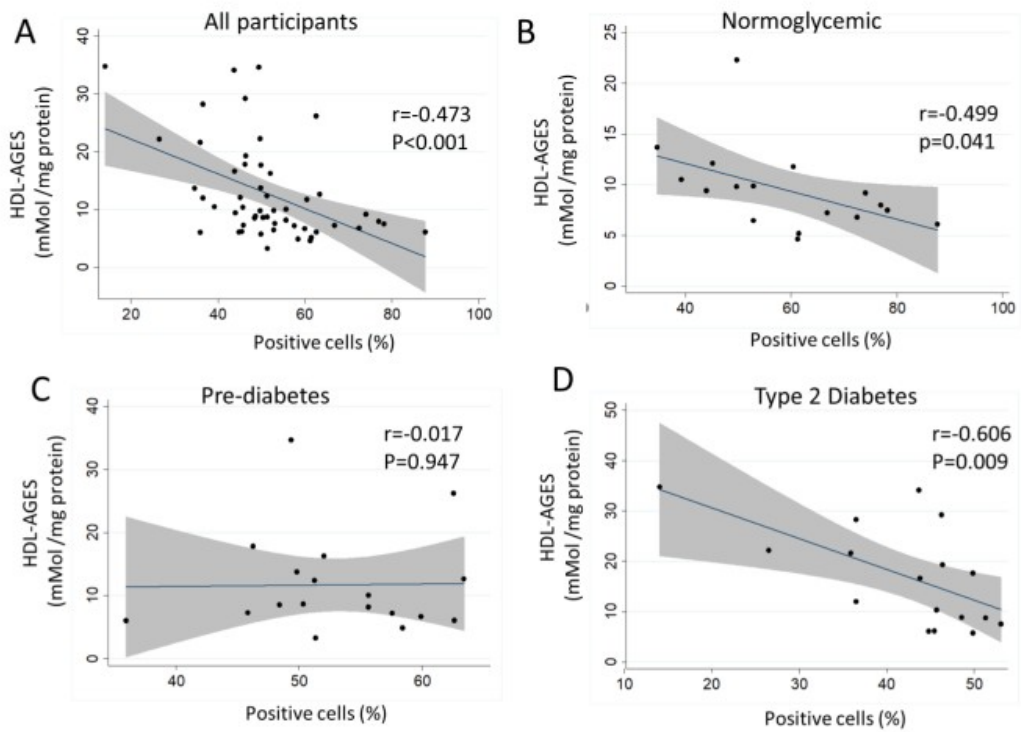 A
All participants
40
30
20
10
0
HDL-AGES
(mMol/mg protein)
r=-0.473
P<0.001
20
40
60
80
100
Positive cells (%)
B
Normoglycemic
25
20
15
10
5
0
HDL-AGES
(mMol/mg protein)
r=-0.499
p=0.041
40
60
80
100
Positive cells (%)
C
Pre-diabetes
40
30
20
10
0
HDL-AGES
(mMol/mg protein)
r=-0.017
P=0.947
40
50
60
Positive cells (%)
D
Type 2 Diabetes
50
40
30
20
10
0
HDL-AGES
(mMol/mg protein)
r=-0.606
P=0.009
10
20
30
40
50
Positive cells (%)